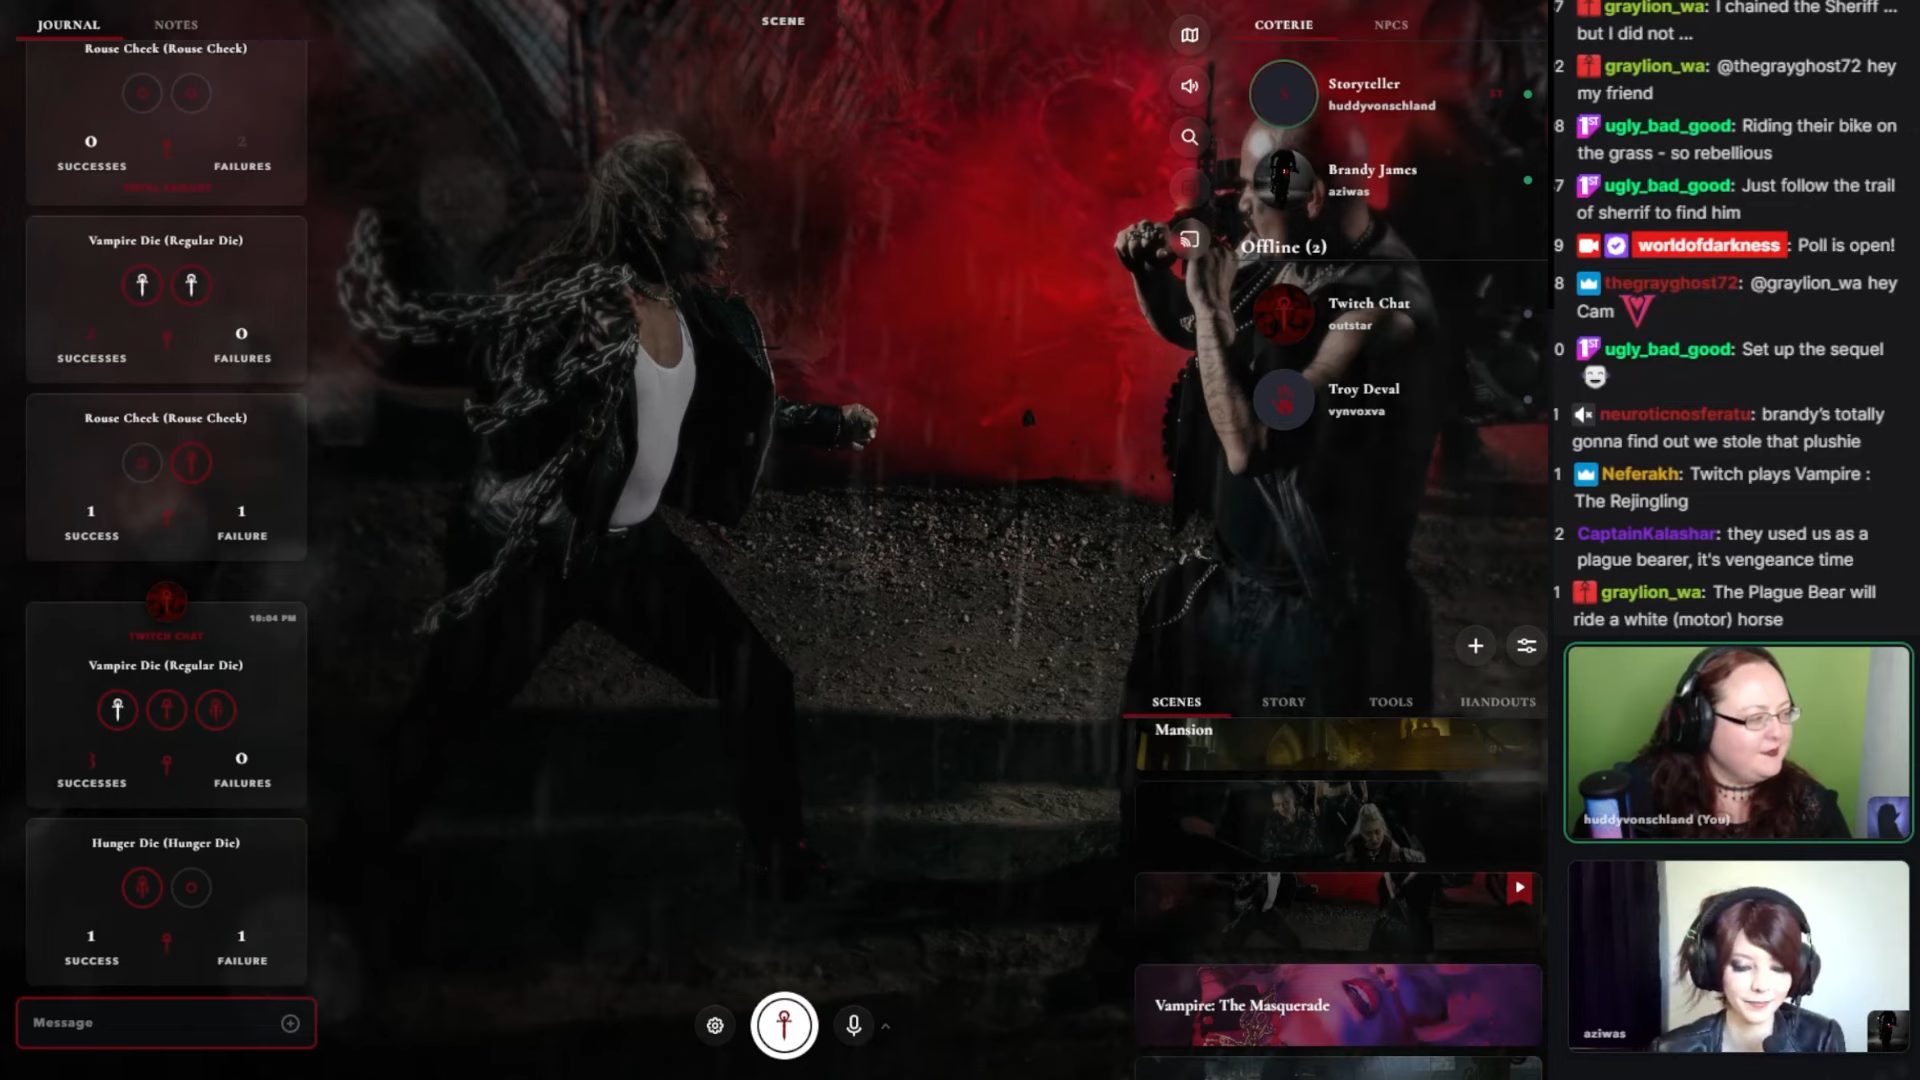 JOURNAL
NOTES
Rouse Check (Rouse Check)
0
2
SUCCESSES
FAILURES
TOTAL FAILURE
Vampire Die (Regular Die)
0
SUCCESSES
FAILURES
Rouse Check (Rouse Check)
1
1
SUCCESS
FAILURE
10:04 PM
TWITCH CHAT
Vampire Die (Regular Die)
3
0
SUCCESSES
FAILURES
Hunger Die (Hunger Die)
1
1
SUCCESS
FAILURE
Message
SCENE
COTERIE
NPCS
Storyteller
huddyvonschland
ST
Brandy James
aziwas
Offline (2)
Twitch Chat
outstar
Troy Deval
vynvoxva
SCENES
STORY
TOOLS
HANDOUTS
Mansion
Vampire: The Masquerade
7 graylion_wa: I chained the Sheriff ...
but I did not ...
2 graylion_wa: @thegrayghost72 hey
my friend
8 1ST ugly_bad_good: Riding their bike on
the grass - so rebellious
7 1ST ugly_bad_good: Just follow the trail
of sherrif to find him
9 worldofdarkness: Poll is open!
8 thegrayghost72: @graylion_wa hey
Cam
0 1ST ugly_bad_good: Set up the sequel
1 neuroticnosferatu: brandy's totally
gonna find out we stole that plushie
1 Neferakh: Twitch plays Vampire :
The Rejingling
2 CaptainKalashar: they used us as a
plague bearer, it's vengeance time
1 graylion_wa: The Plague Bear will
ride a white (motor) horse
huddyvonschland (You)
aziwas